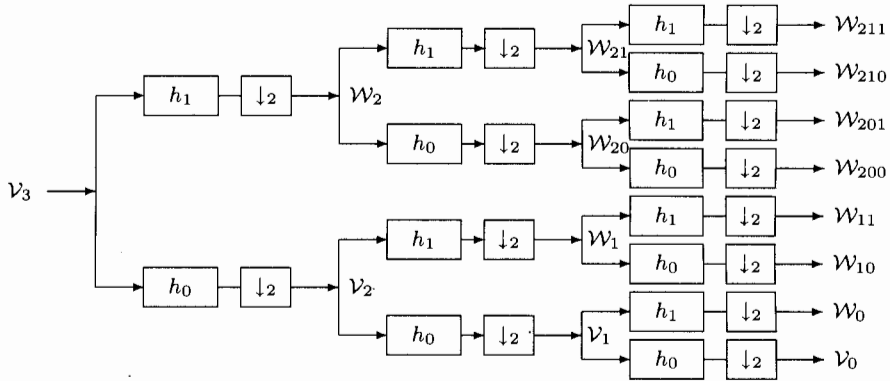 h₁ ↓₂ 𝒲₂₁₁
h₁ ↓₂ 𝒲₂₁
h₀ ↓₂ 𝒲₂₁₀
h₁ ↓₂ 𝒲₂
h₁ ↓₂ 𝒲₂₀₁
h₀ ↓₂ 𝒲₂₀
h₀ ↓₂ 𝒲₂₀₀
𝒱₃
h₁ ↓₂ 𝒲₁₁
h₁ ↓₂ 𝒲₁
h₀ ↓₂ 𝒲₁₀
h₀ ↓₂ 𝒱₂
h₁ ↓₂ 𝒲₀
h₀ ↓₂ 𝒱₁
h₀ ↓₂ 𝒱₀